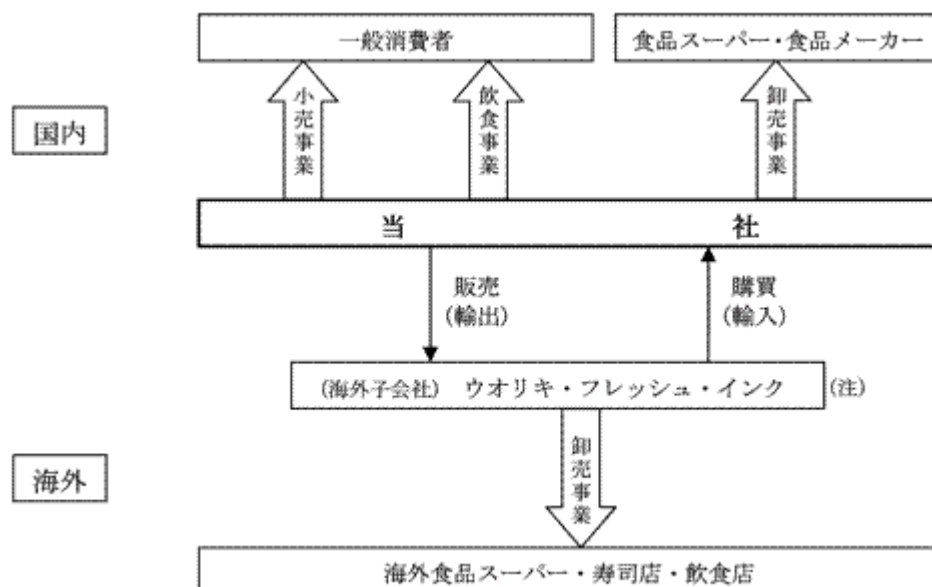 一般消費者
食品スーパー・食品メーカー
小売事業
飲食事業
卸売事業
国内
当社
販売
(輸出)
購買
(輸入)
(海外子会社) ウオリキ・フレッシュ・インク (注)
卸売事業
海外
海外食品スーパー・寿司店・飲食店